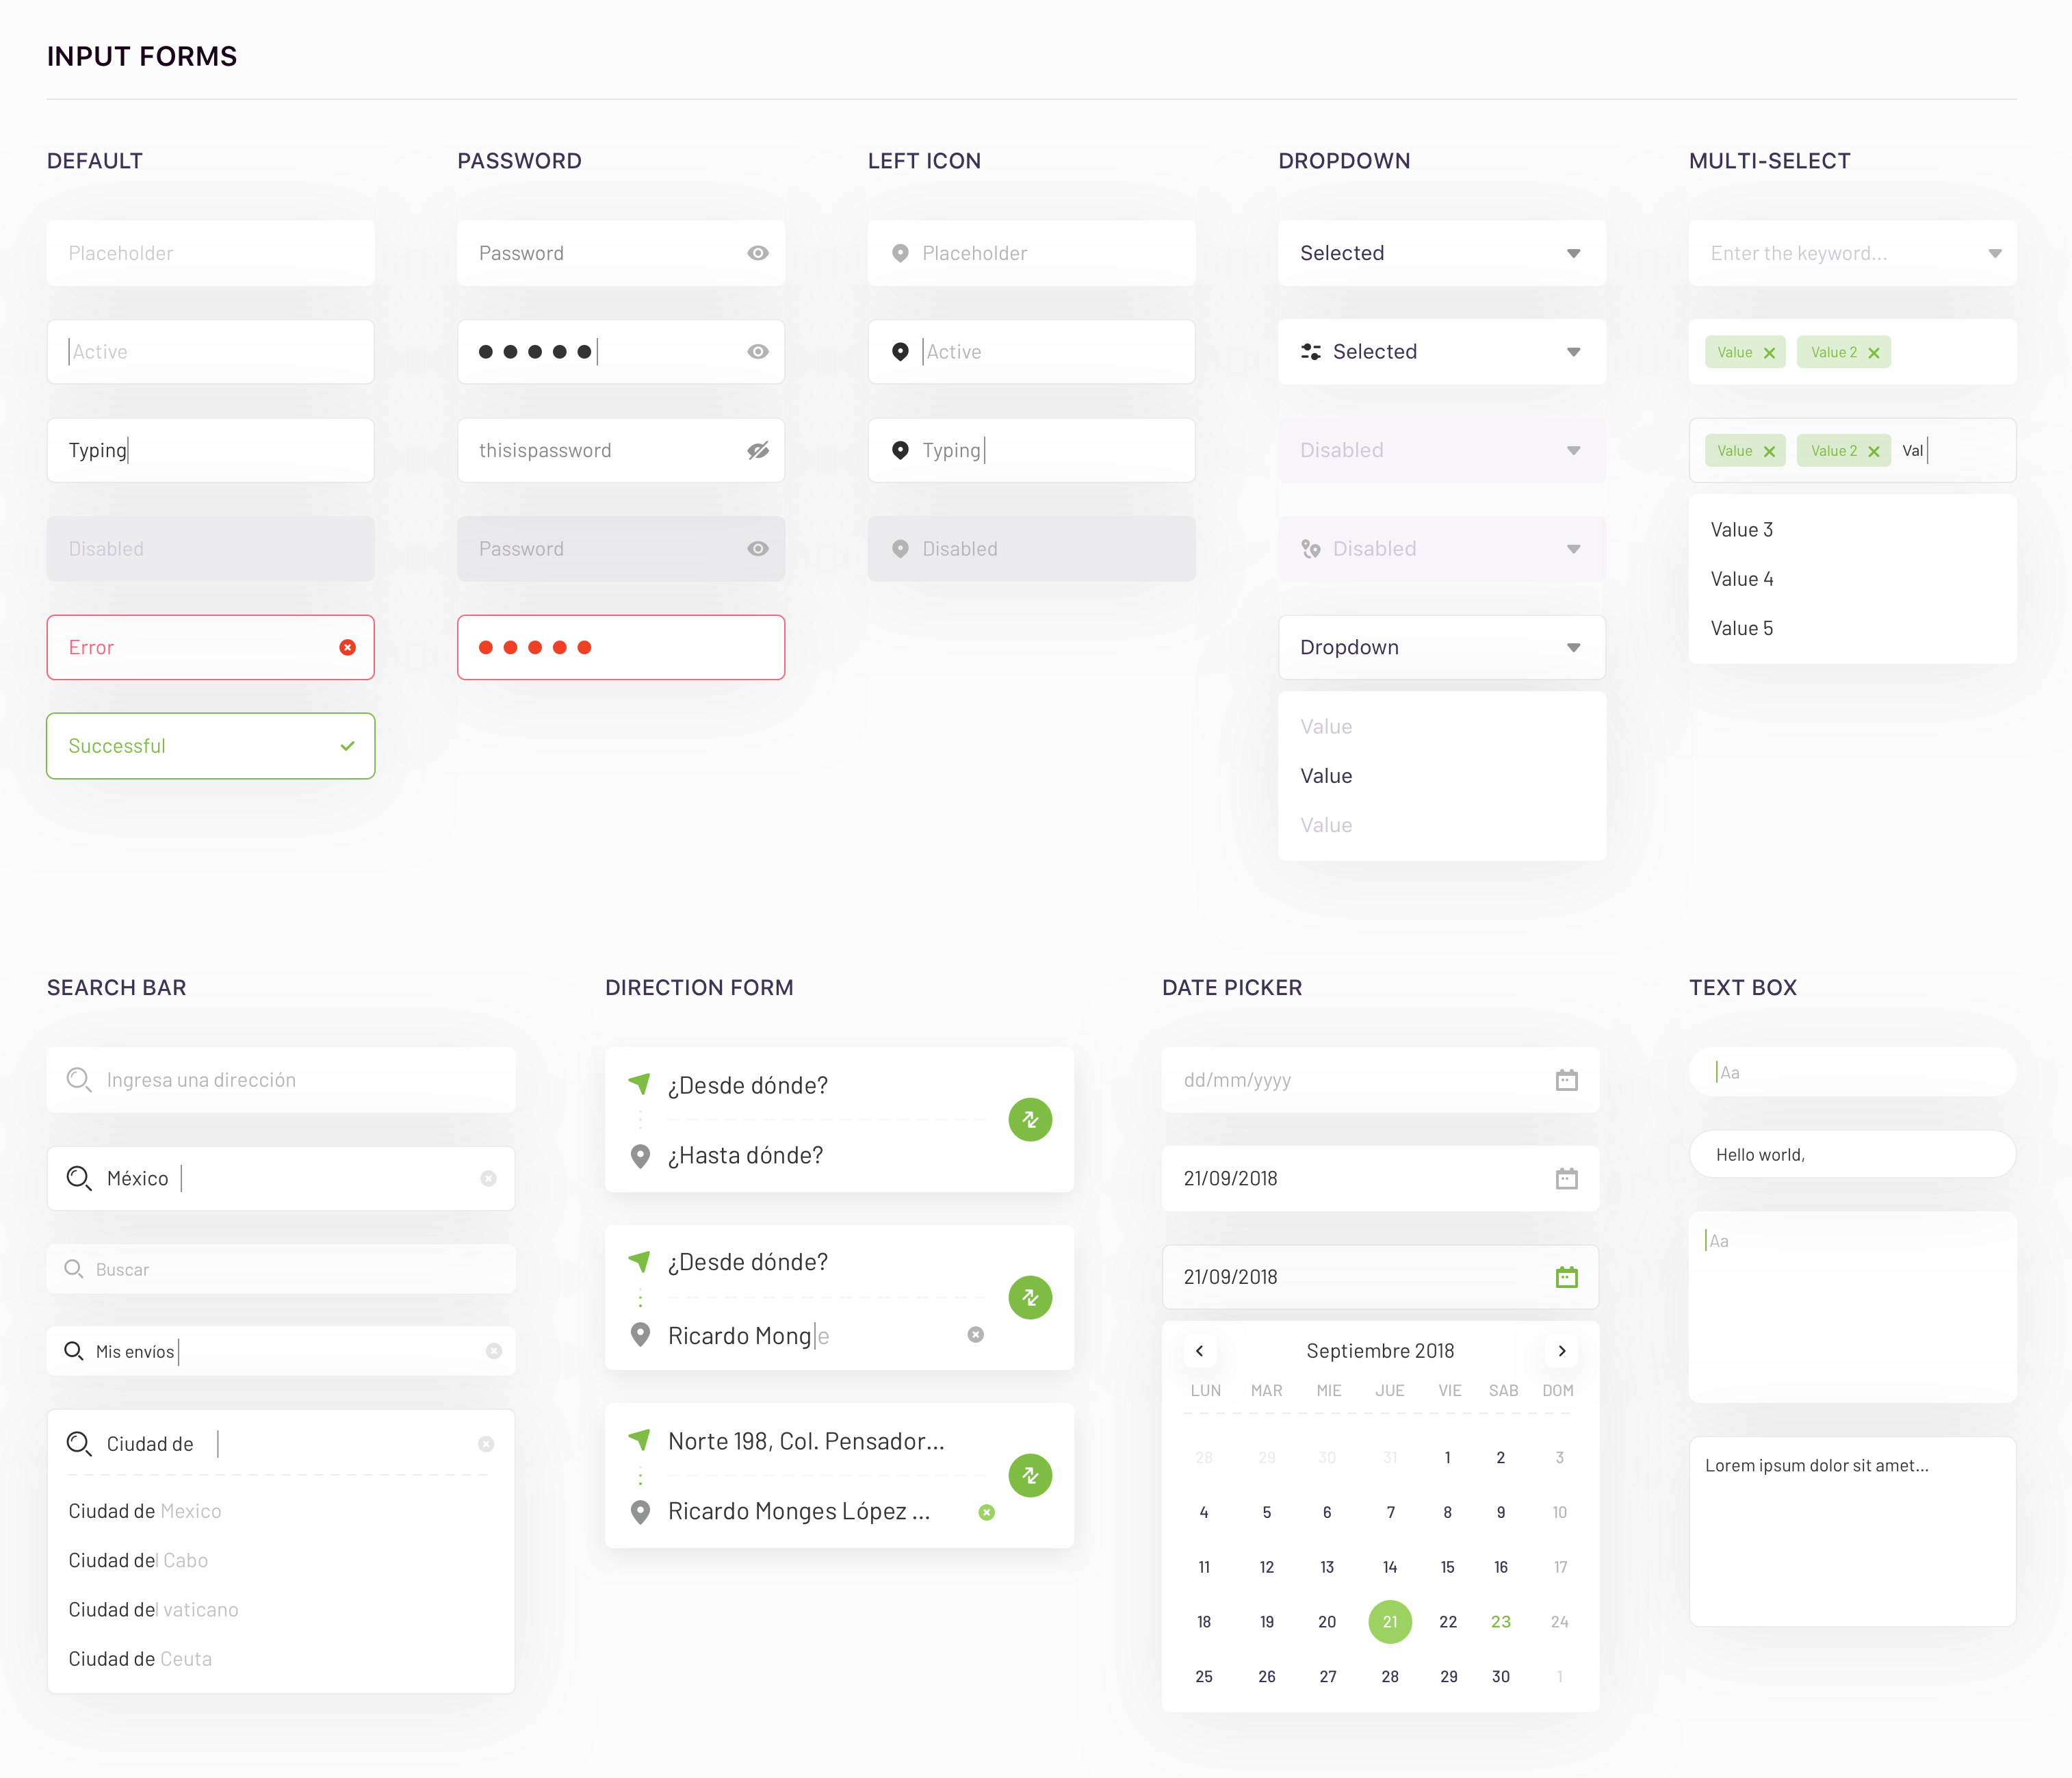 INPUT FORMS
DEFAULT
Placeholder
Active
Typing
Disabled
Error
Successful
PASSWORD
Password
thisispassword
Password
LEFT ICON
Placeholder
Active
Typing
Disabled
DROPDOWN
Selected
Selected
Disabled
Disabled
Dropdown
Value
Value
Value
MULTI-SELECT
Enter the keyword...
Value Value 2
Value Value 2 Val
Value 3
Value 4
Value 5
SEARCH BAR
Ingresa una dirección
México
Buscar
Mis envíos
Ciudad de
Ciudad de Mexico
Ciudad del Cabo
Ciudad del vaticano
Ciudad de Ceuta
DIRECTION FORM
¿Desde dónde?
¿Hasta dónde?
¿Desde dónde?
Ricardo Monge
Norte 198, Col. Pensador...
Ricardo Monges López ...
DATE PICKER
dd/mm/yyyy
21/09/2018
21/09/2018
Septiembre 2018
LUN MAR MIE JUE VIE SAB DOM
28 29 30 31 1 2 3
4 5 6 7 8 9 10
11 12 13 14 15 16 17
18 19 20 21 22 23 24
25 26 27 28 29 30 1
TEXT BOX
Aa
Hello world,
Aa
Lorem ipsum dolor sit amet...